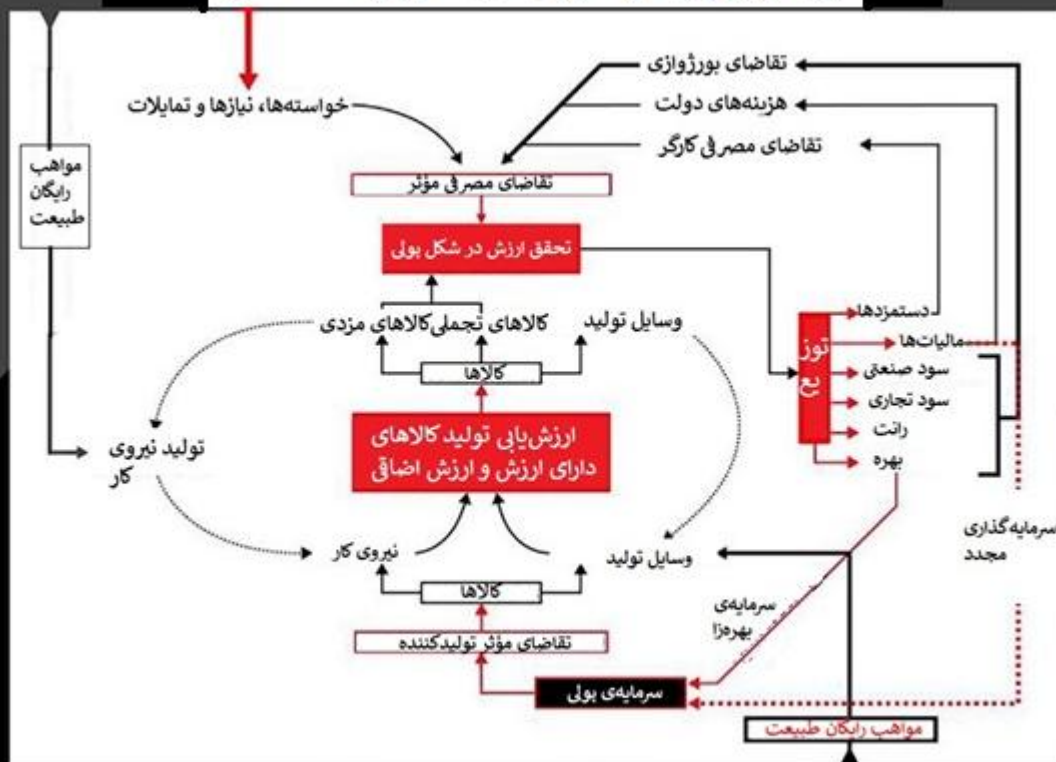 تقاضای بورژوازی
خواسته‌ها، نیازها و تمایلات
هزینه‌های دولت
تقاضای مصرفی کارگر
مواهب
رایگان
طبیعت
تقاضای مصرفی مؤثر
تحقق ارزش در شکل پولی
کالاهای مزدی
کالاهای تجملی
وسایل تولید
کالاها
توز
یع
دستمزدها
مالیات‌ها
سود صنعتی
سود تجاری
رانت
بهره
ارزش‌یابی تولید کالاهای
دارای ارزش و ارزش اضافی
تولید نیروی
کار
سرمایه گذاری
مجدد
نیروی کار
وسایل تولید
کالاها
سرمایه‌ی
بهره‌زا
تقاضای مؤثر تولیدکننده
سرمایه‌ی پولی
مواهب رایگان طبیعت